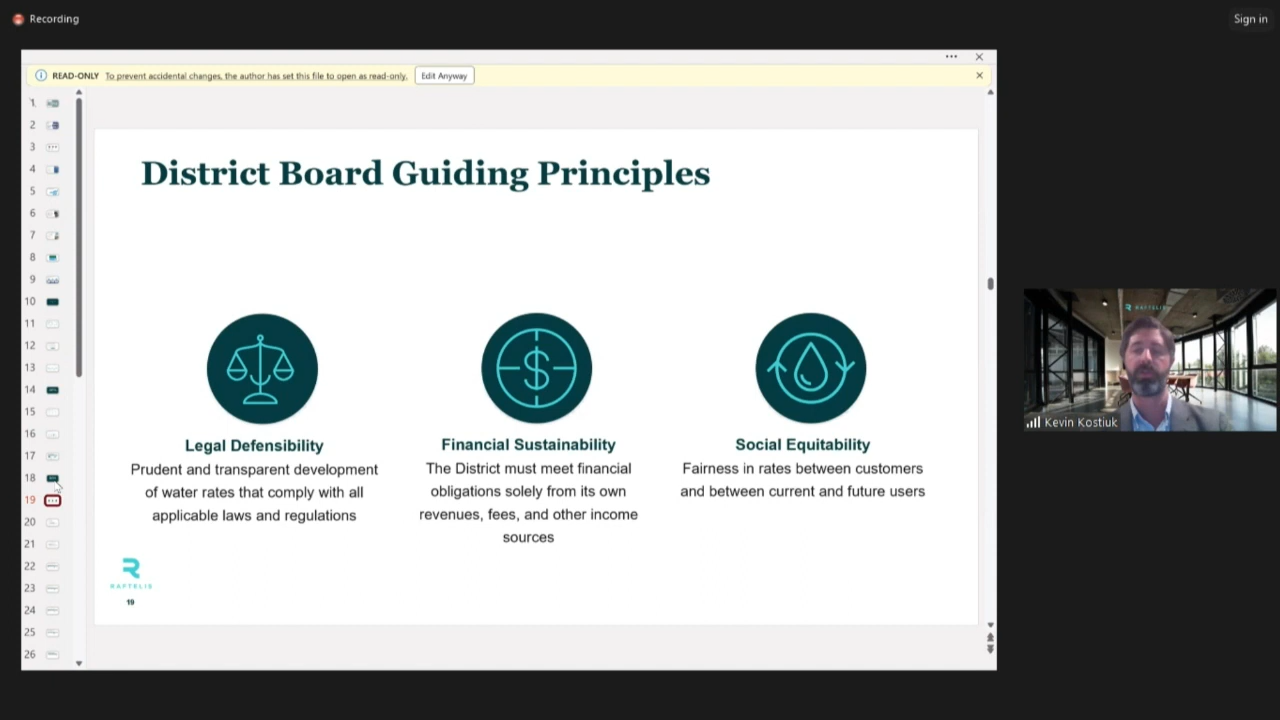 Recording
Sign in
READ-ONLY To prevent accidental changes, the author has set this file to open as read-only. Edit Anyway
1
2
3
4
5
6
7
8
9
10
11
12
13
14
15
16
17
18
19
20
21
22
23
24
25
26
District Board Guiding Principles
Legal Defensibility
Prudent and transparent development
of water rates that comply with all
applicable laws and regulations
Financial Sustainability
The District must meet financial
obligations solely from its own
revenues, fees, and other income
sources
Social Equitability
Fairness in rates between customers
and between current and future users
RAFTELIS
19
RAFTELIS
Kevin Kostiuk